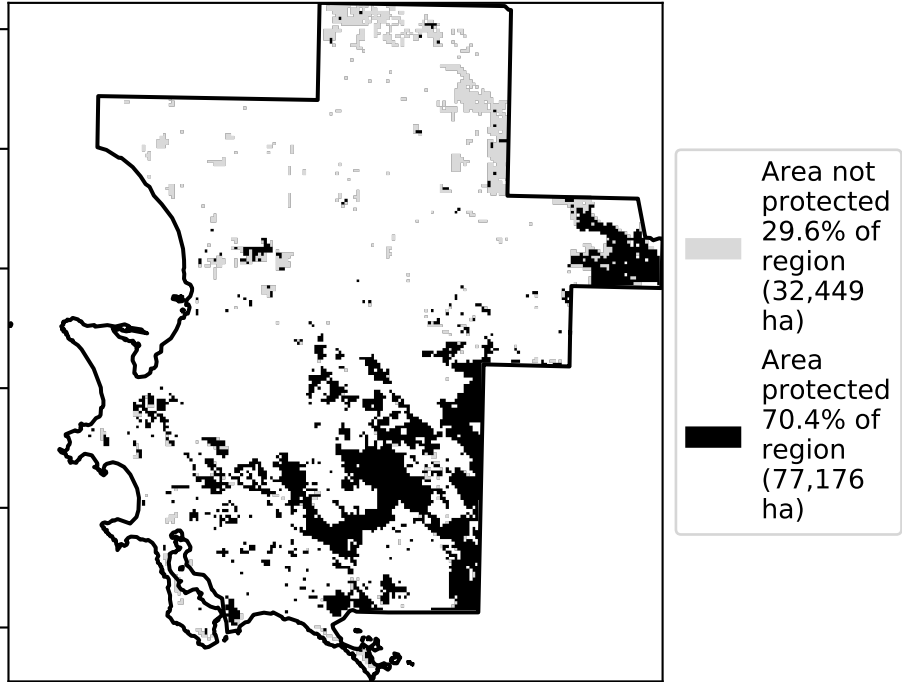 Area not
protected
29.6% of
region
(32,449
ha)
Area
protected
70.4% of
region
(77,176
ha)